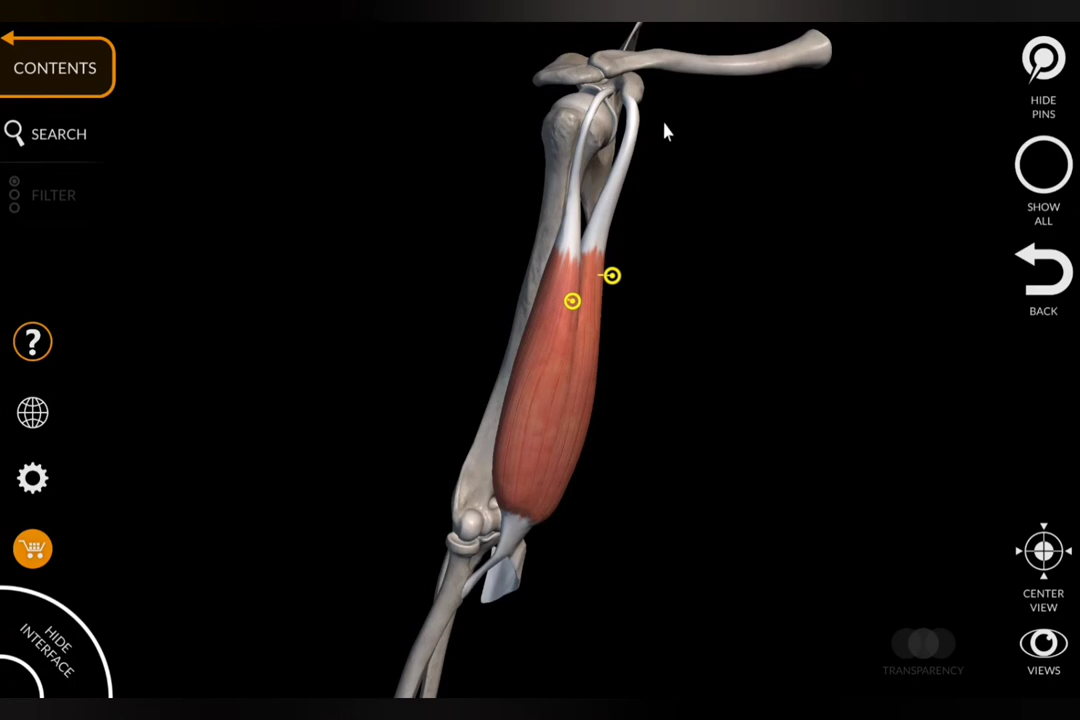 CONTENTS
SEARCH
FILTER
?
HIDE
INTERFACE
HIDE
PINS
SHOW
ALL
BACK
CENTER
VIEW
TRANSPARENCY
VIEWS